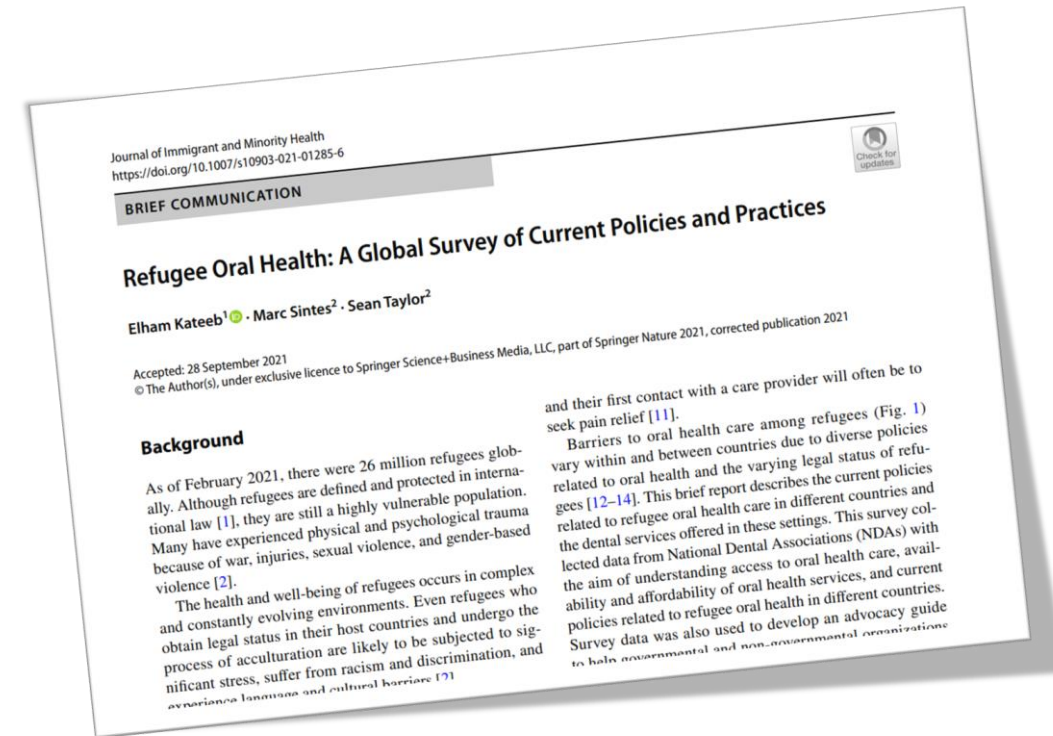 Journal of Immigrant and Minority Health
https://doi.org/10.1007/s10903-021-01285-6
BRIEF COMMUNICATION
Check for
updates
Refugee Oral Health: A Global Survey of Current Policies and Practices
Elham Kateeb1 iD · Marc Sintes2 · Sean Taylor2
Accepted: 28 September 2021
© The Author(s), under exclusive licence to Springer Science+Business Media, LLC, part of Springer Nature 2021, corrected publication 2021
Background
As of February 2021, there were 26 million refugees glob-
ally. Although refugees are defined and protected in interna-
tional law [1], they are still a highly vulnerable population.
Many have experienced physical and psychological trauma
because of war, injuries, sexual violence, and gender-based
violence [2].
The health and well-being of refugees occurs in complex
and constantly evolving environments. Even refugees who
obtain legal status in their host countries and undergo the
process of acculturation are likely to be subjected to sig-
nificant stress, suffer from racism and discrimination, and
experience language and cultural barriers
and their first contact with a care provider will often be to
seek pain relief [11].
Barriers to oral health care among refugees (Fig. 1)
vary within and between countries due to diverse policies
related to oral health and the varying legal status of refu-
gees [12–14]. This brief report describes the current policies
related to refugee oral health care in different countries and
the dental services offered in these settings. This survey col-
lected data from National Dental Associations (NDAs) with
the aim of understanding access to oral health care, avail-
ability and affordability of oral health services, and current
policies related to refugee oral health in different countries.
Survey data was also used to develop an advocacy guide
to help governmental and non-governmental organizations